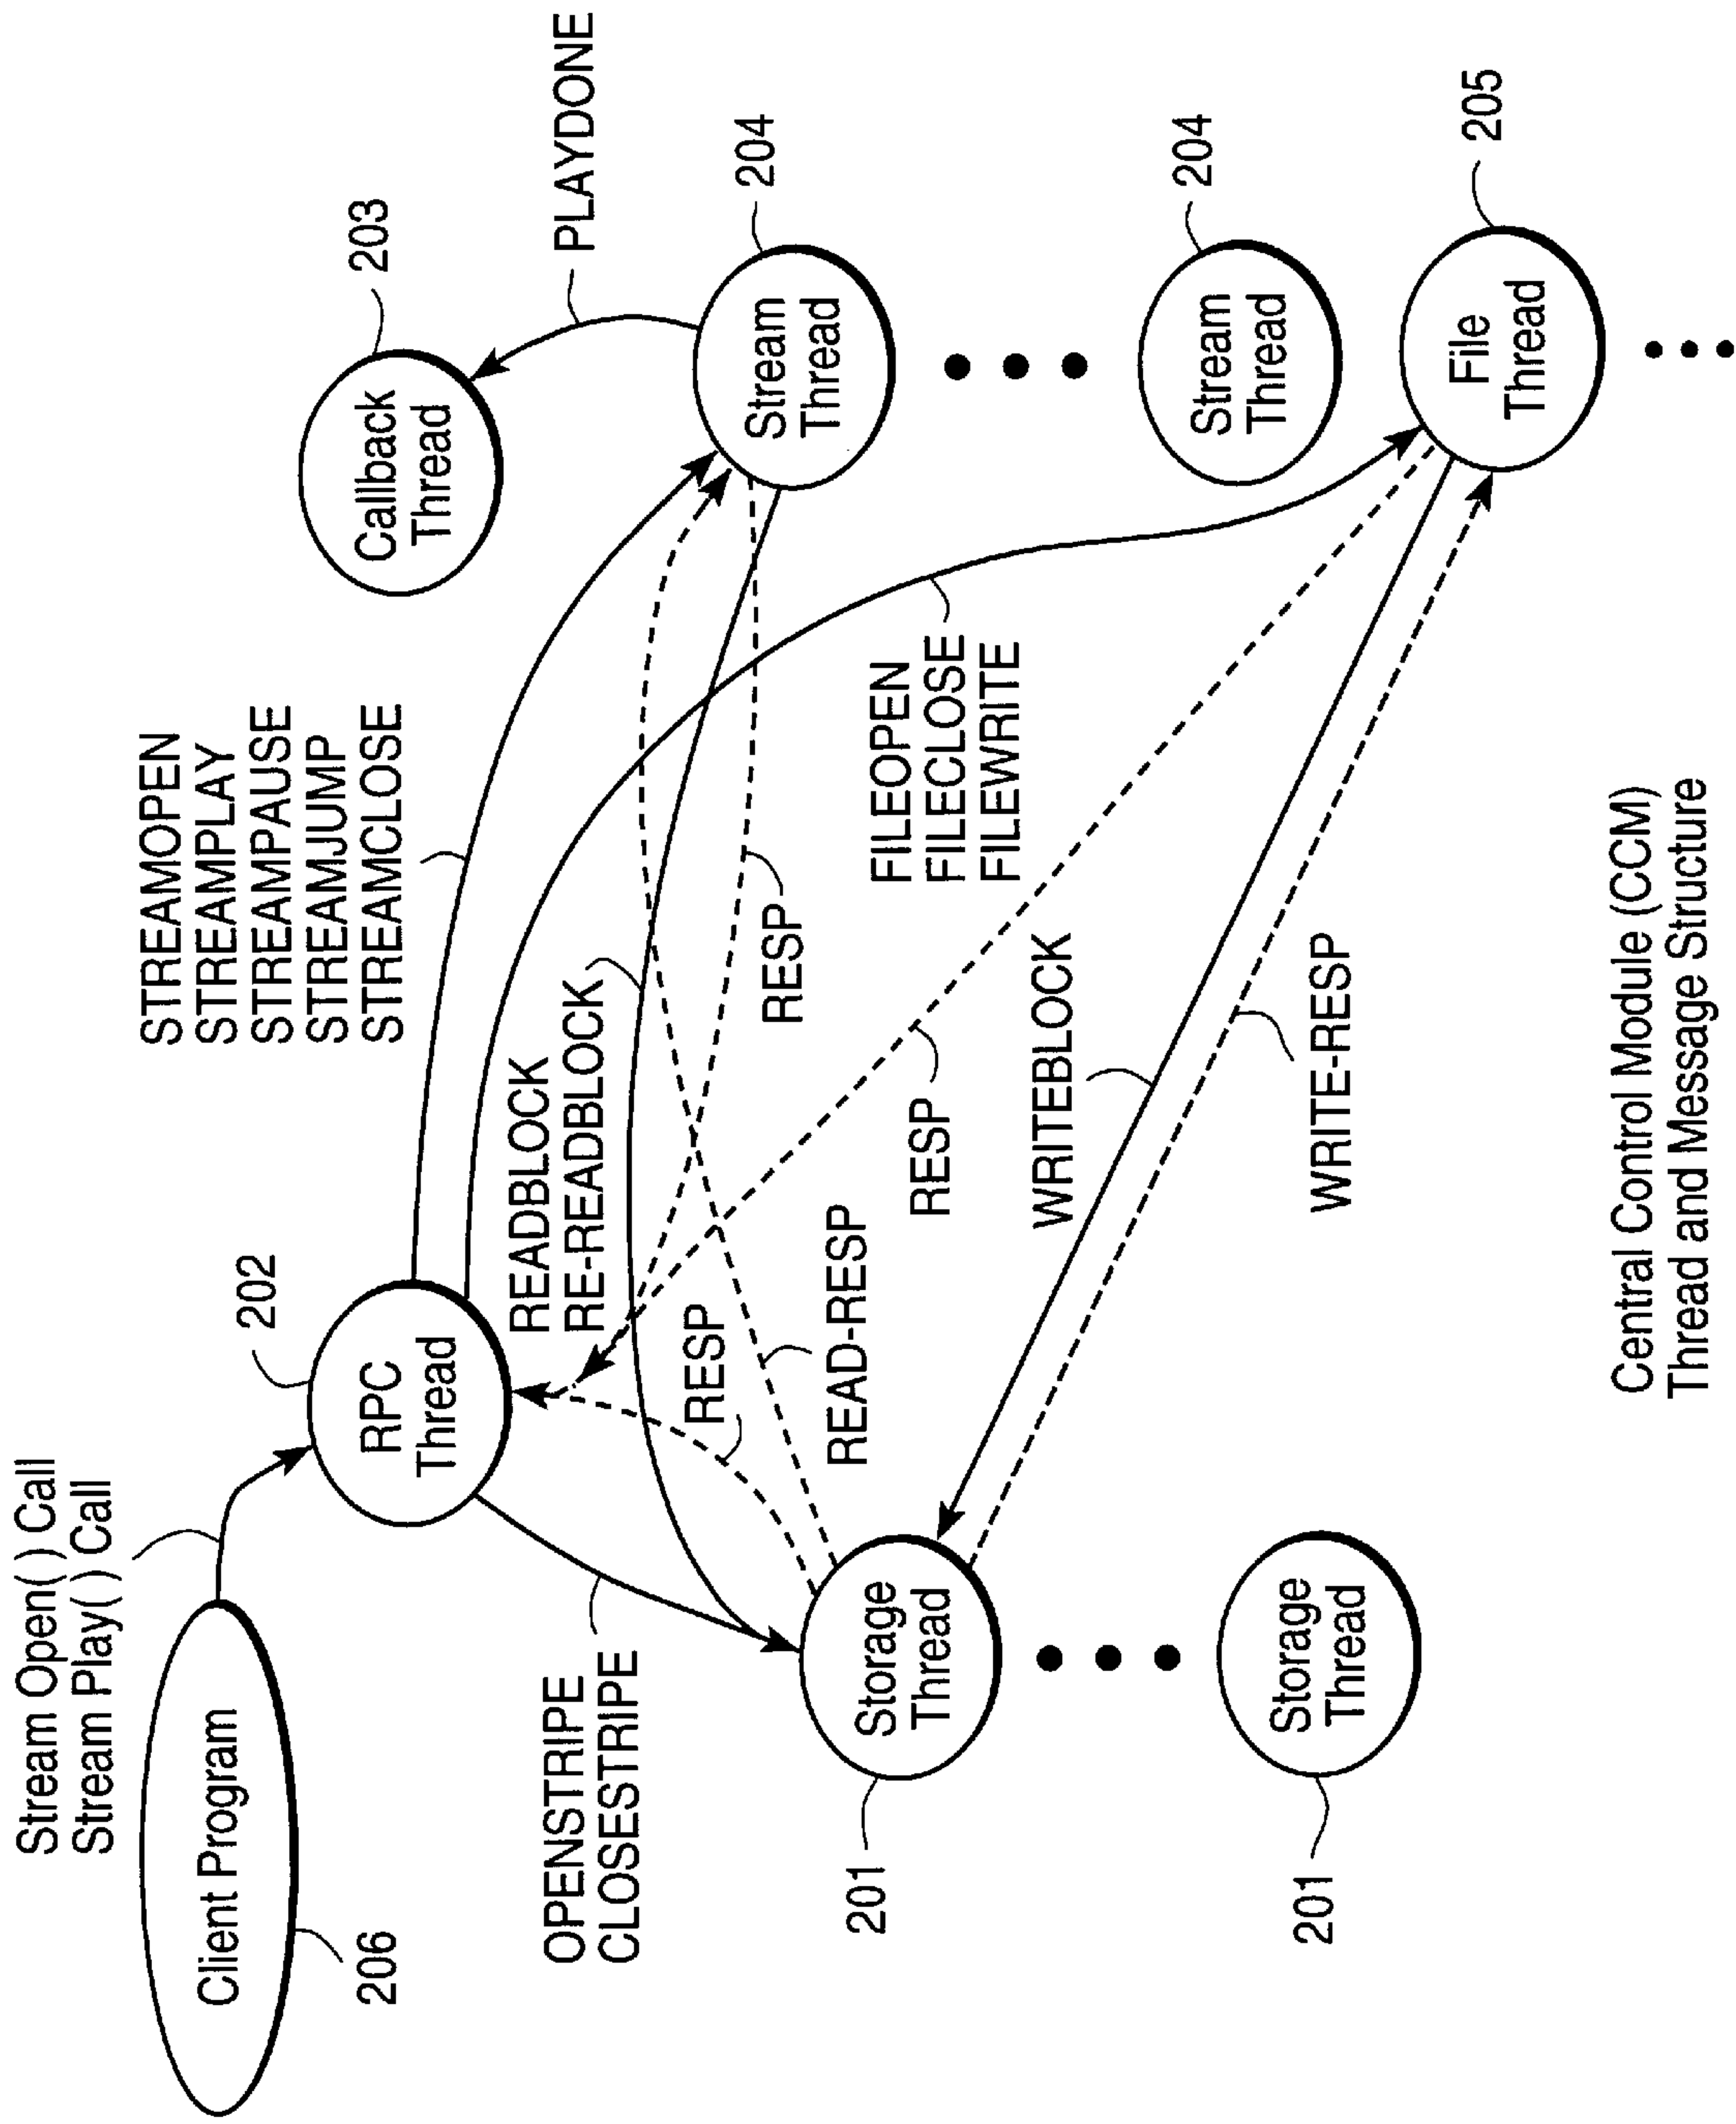 Stream Open( ) Call
Stream Play( ) Call
Client Program
206
RPC
Thread
202
STREAMOPEN
STREAMPLAY
STREAMPAUSE
STREAMJUMP
STREAMCLOSE
Callback
Thread
203
PLAYDONE
OPENSTRIPE
CLOSESTRIPE
READBLOCK
RE-READBLOCK
RESP
READ-RESP
RESP
Stream
Thread
204
FILEOPEN
FILECLOSE
FILEWRITE
RESP
Storage
Thread
201
WRITEBLOCK
WRITE-RESP
Stream
Thread
204
Storage
Thread
201
File
Thread
205
Central Control Module (CCM)
Thread and Message Structure